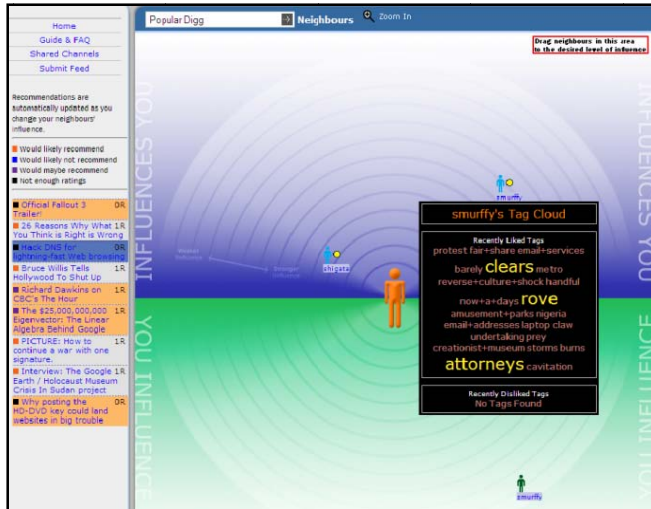 Home
Guide & FAQ
Shared Channels
Submit Feed
Recommendations are
automatically updated as you
change your neighbours'
influence.
Would likely recommend
Would likely not recommend
Would maybe recommend
Not enough ratings
Official Fallout 3 0R
Trailer!
26 Reasons Why What 1R
You Think is Right is Wrong
Hack DNS for 0R
lightning-fast Web browsing
Bruce Willis Tells 1R
Hollywood To Shut Up
Richard Dawkins on 1R
CBC's The Hour
The $25,000,000,000 1R
Eigenvector: The Linear
Algebra Behind Google
PICTURE: How to 1R
continue a war with one
signature.
Interview: The Google 1R
Earth / Holocaust Museum
Crisis In Sudan project
Why posting the 0R
HD-DVD key could land
websites in big trouble
Popular Digg Neighbours Zoom In
Drag neighbours in this area
to the desired level of influence
INFLUENCES YOU
INFLUENCES YOU
Weaker
Influence
Stronger
Influence
shigata
smurffy
smurffy's Tag Cloud
Recently Liked Tags
protest fair+share email+services
barely clears metro
reverse+culture+shock handful
now+a+days rove
amusement+parks nigeria
email+addresses laptop claw
undertaking prey
creationist+museum storms burns
attorneys cavitation
Recently Disliked Tags
No Tags Found
YOU INFLUENCE
YOU INFLUENCE
smurffy